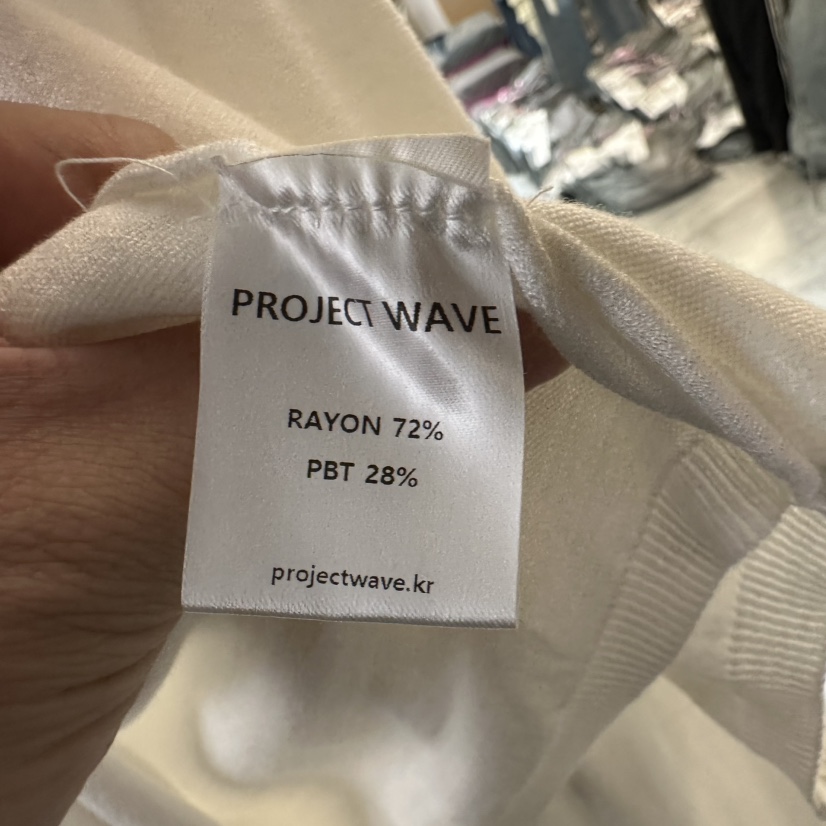 PROJECT WAVE
RAYON 72%
PBT 28%
projectwave.kr